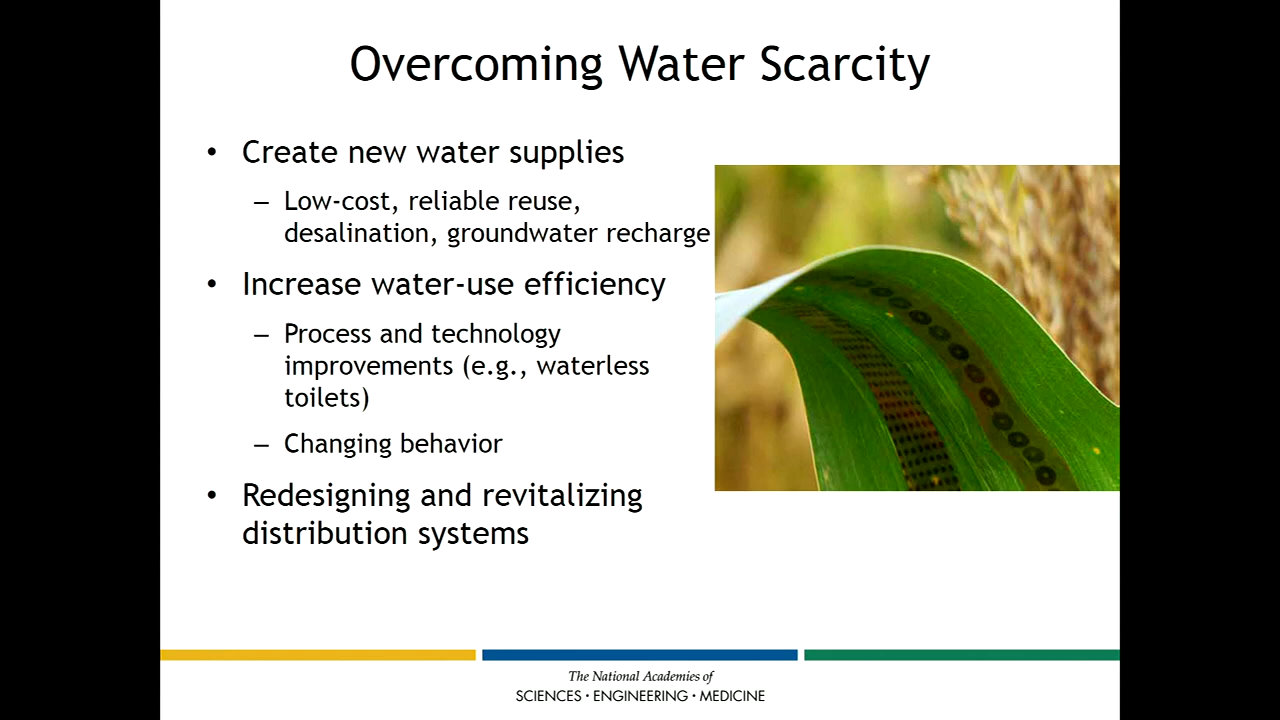 Overcoming Water Scarcity
• Create new water supplies
– Low-cost, reliable reuse,
desalination, groundwater recharge
• Increase water-use efficiency
– Process and technology
improvements (e.g., waterless
toilets)
– Changing behavior
• Redesigning and revitalizing
distribution systems
The National Academies of
SCIENCES · ENGINEERING · MEDICINE